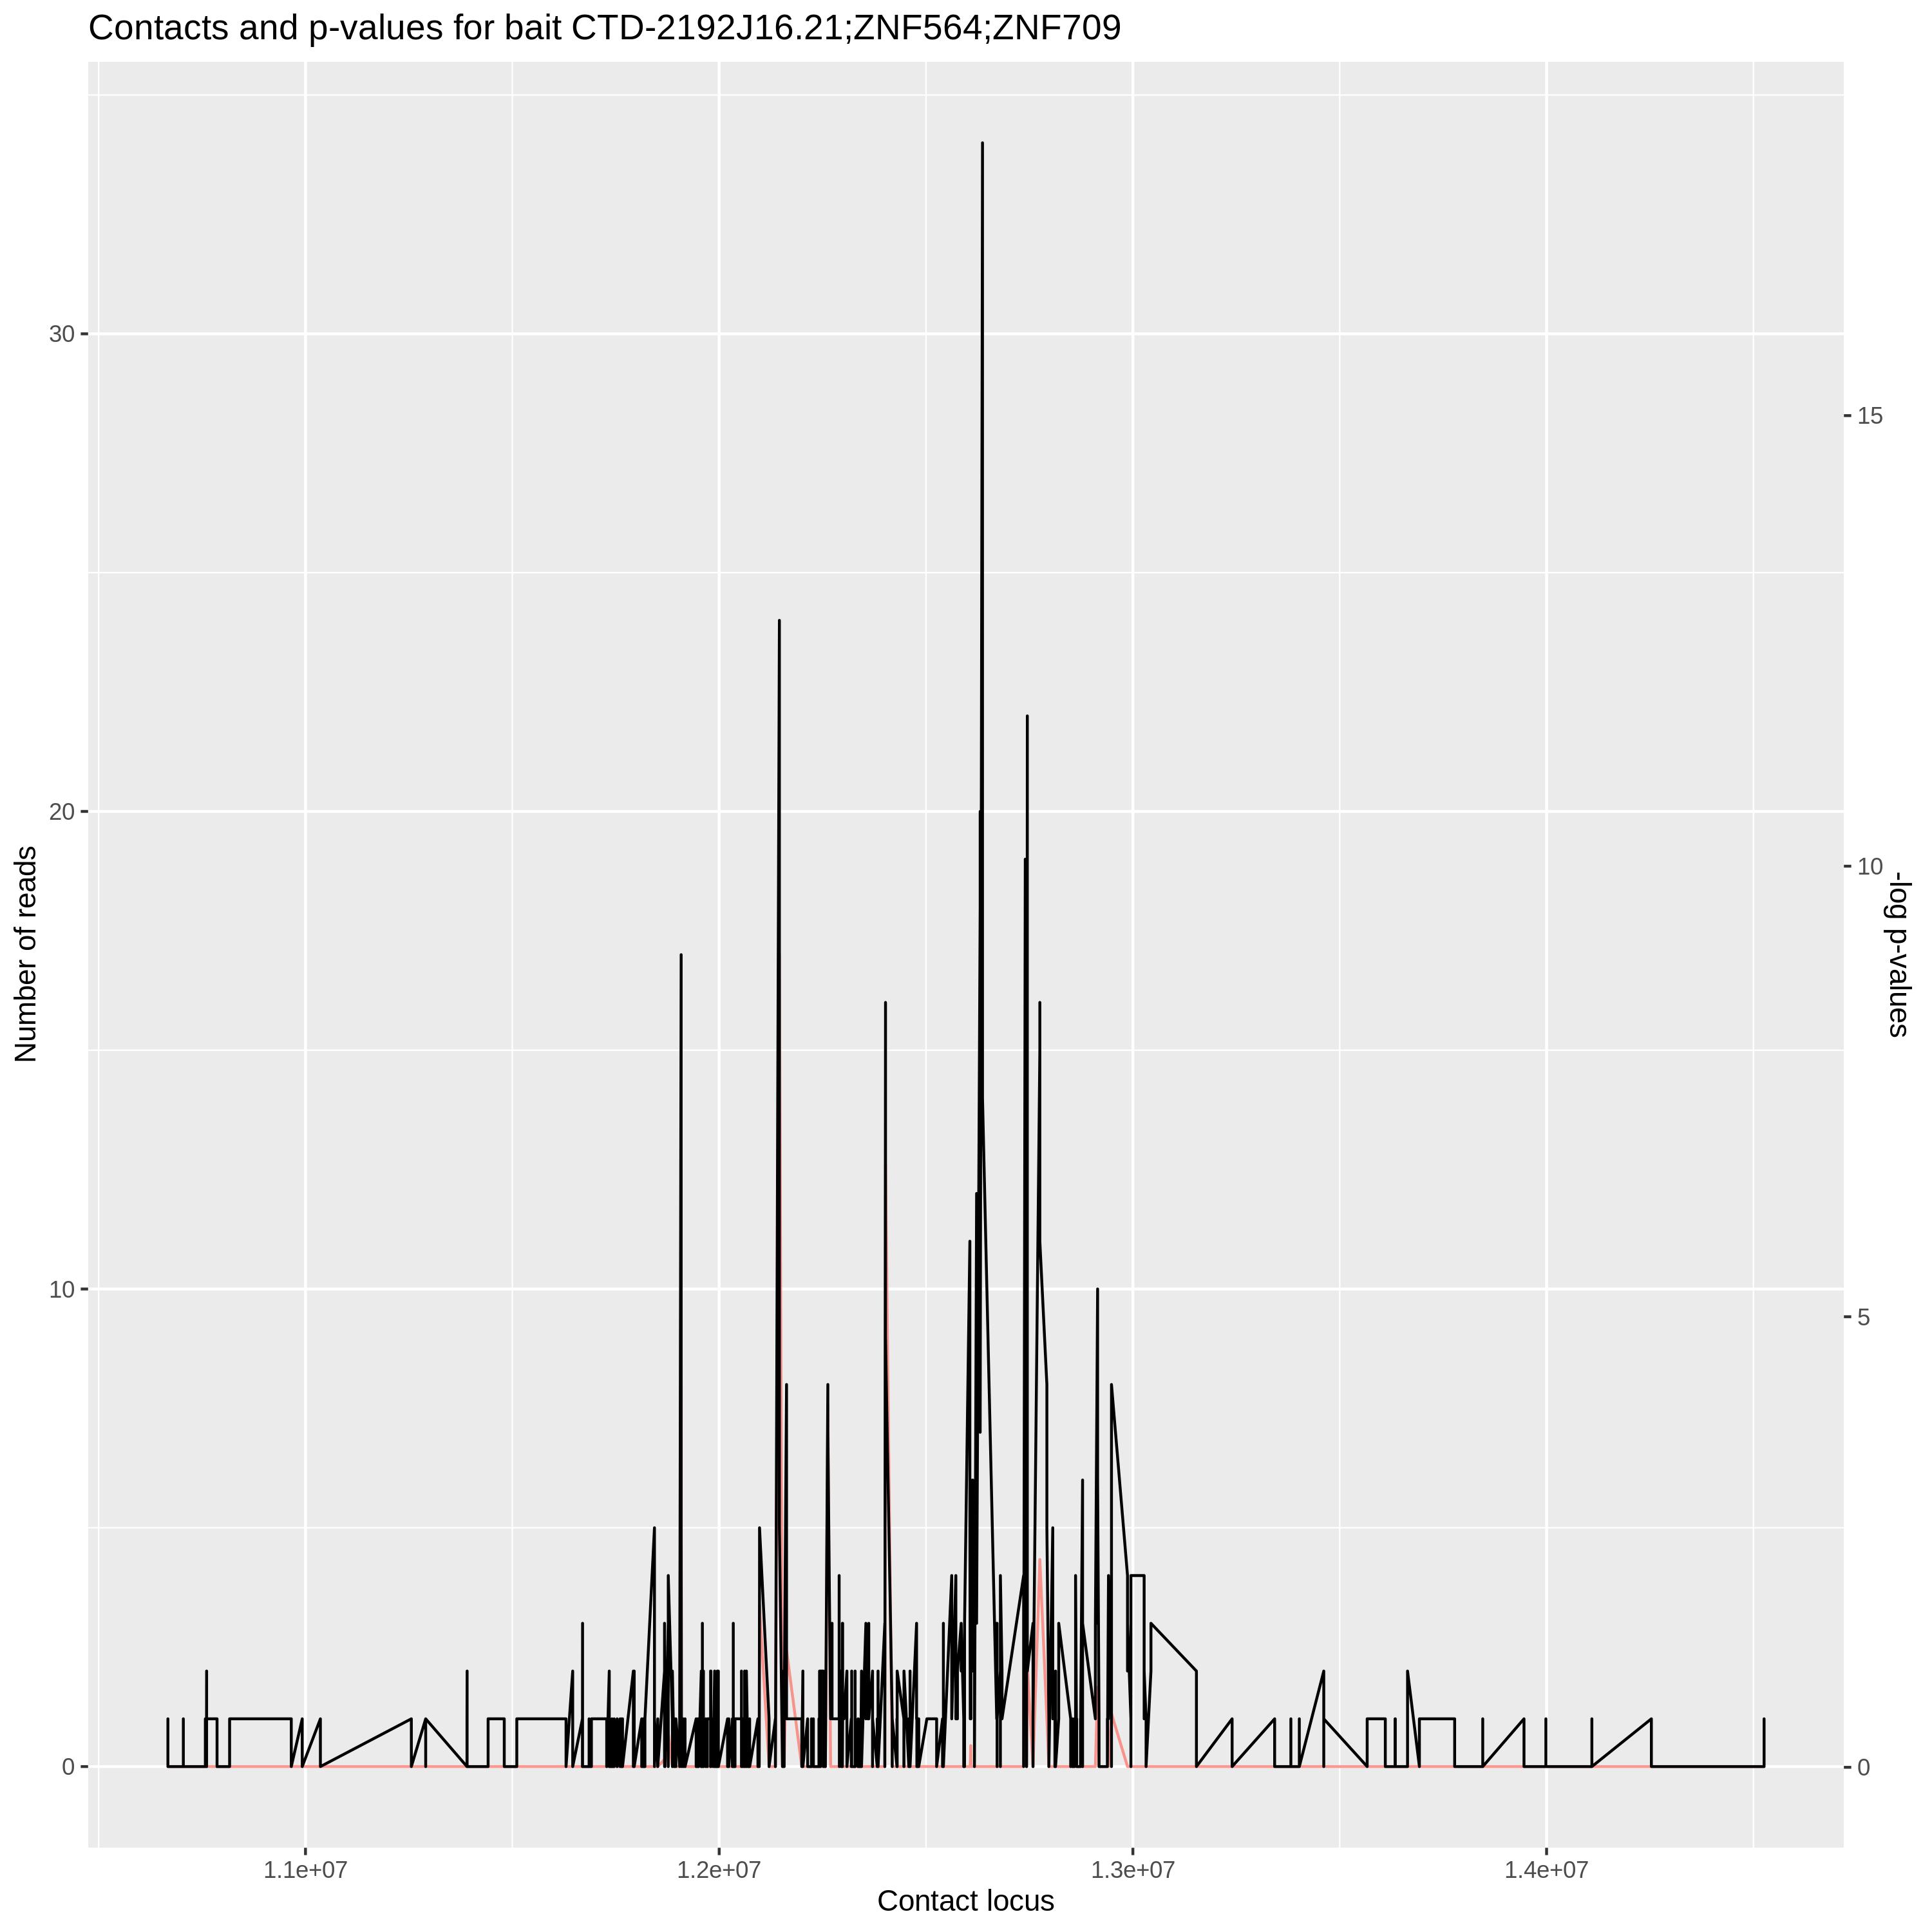 Contacts and p-values for bait CTD-2192J16.21;ZNF564;ZNF709
30
20
10
0
Number of reads
15
10
5
0
-log p-values
1.1e+07 1.2e+07 1.3e+07 1.4e+07
Contact locus